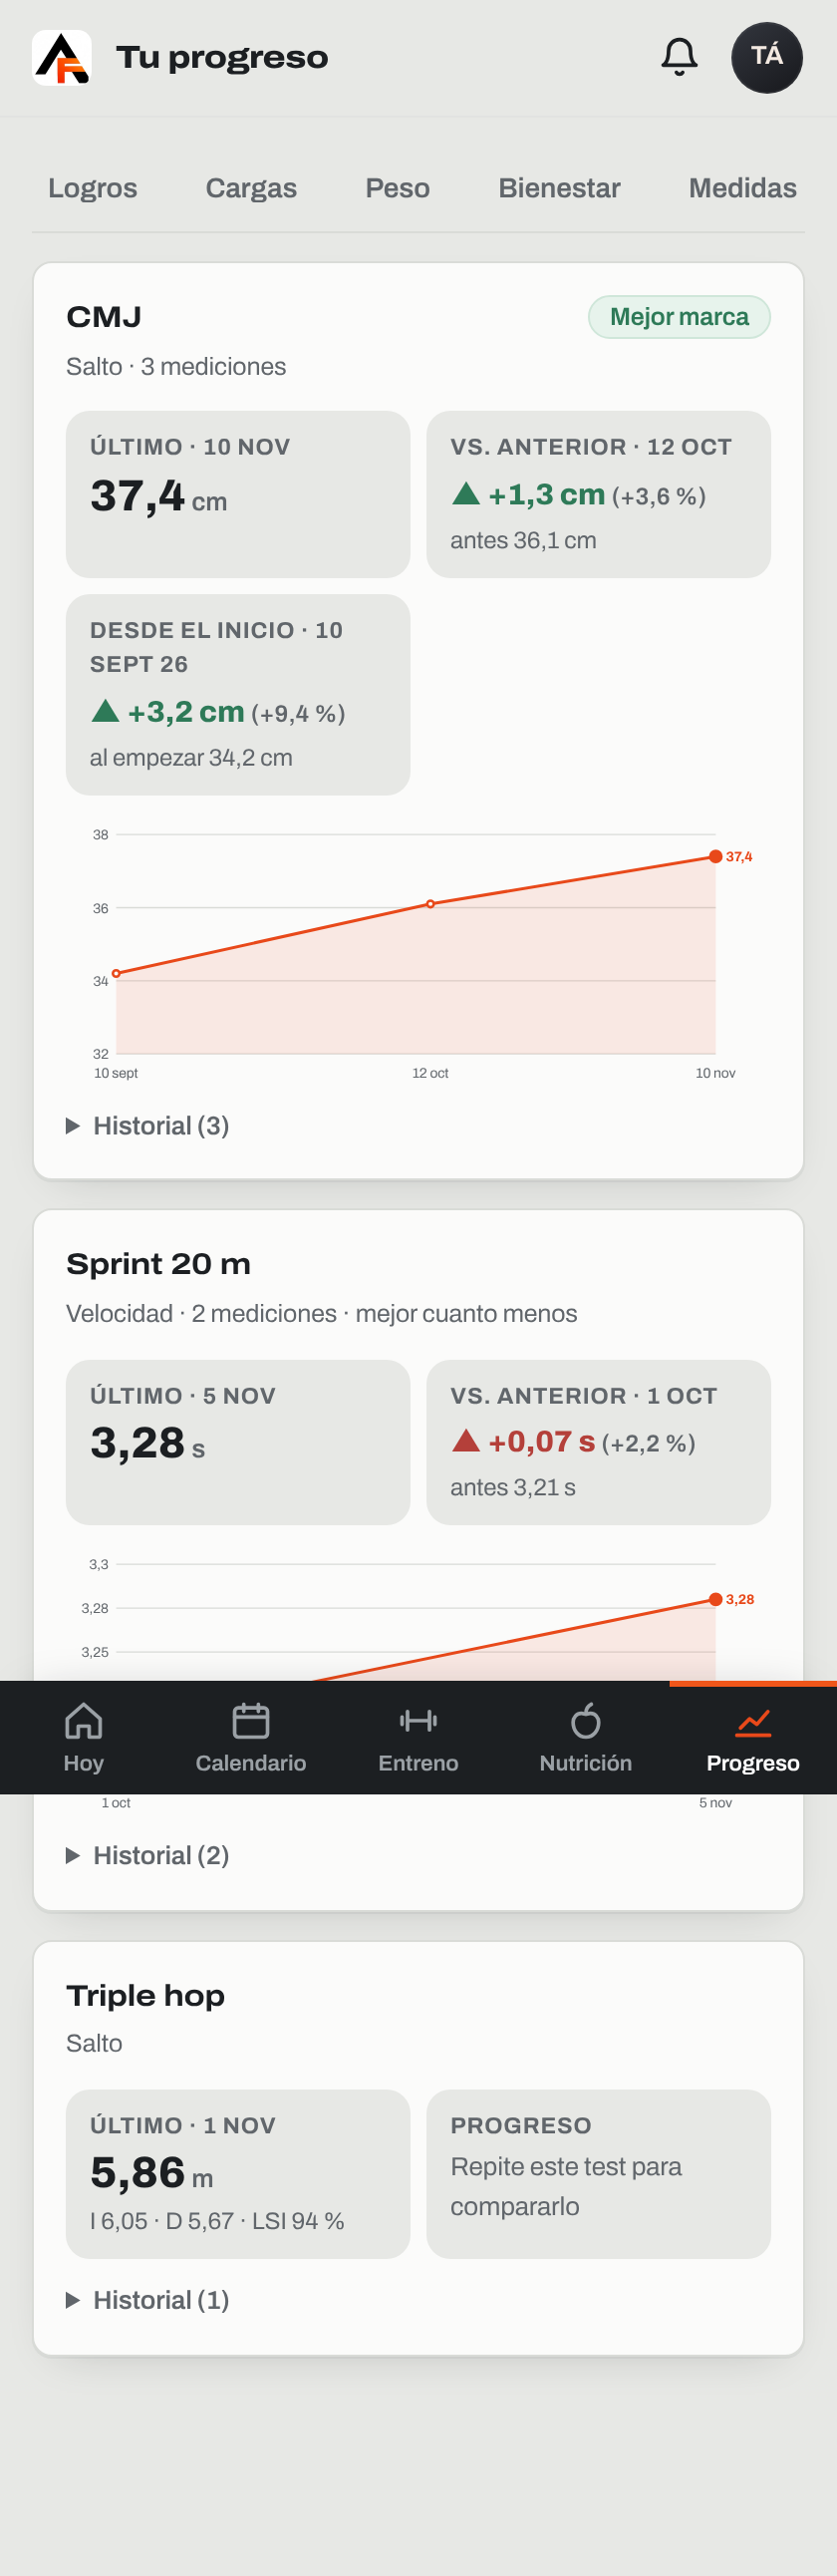 Tu progreso
TÁ
Logros Cargas Peso Bienestar Medidas
CMJ
Mejor marca
Salto · 3 mediciones
ÚLTIMO · 10 NOV
37,4 cm
VS. ANTERIOR · 12 OCT
▲ +1,3 cm (+3,6 %)
antes 36,1 cm
DESDE EL INICIO · 10
SEPT 26
▲ +3,2 cm (+9,4 %)
al empezar 34,2 cm
38
37,4
36
34
32
10 sept 12 oct 10 nov
▶ Historial (3)
Sprint 20 m
Velocidad · 2 mediciones · mejor cuanto menos
ÚLTIMO · 5 NOV
3,28 s
VS. ANTERIOR · 1 OCT
▲ +0,07 s (+2,2 %)
antes 3,21 s
3,3
3,28
3,28
3,25
Hoy Calendario Entreno Nutrición Progreso
1 oct 5 nov
▶ Historial (2)
Triple hop
Salto
ÚLTIMO · 1 NOV
5,86 m
I 6,05 · D 5,67 · LSI 94 %
PROGRESO
Repite este test para
compararlo
▶ Historial (1)